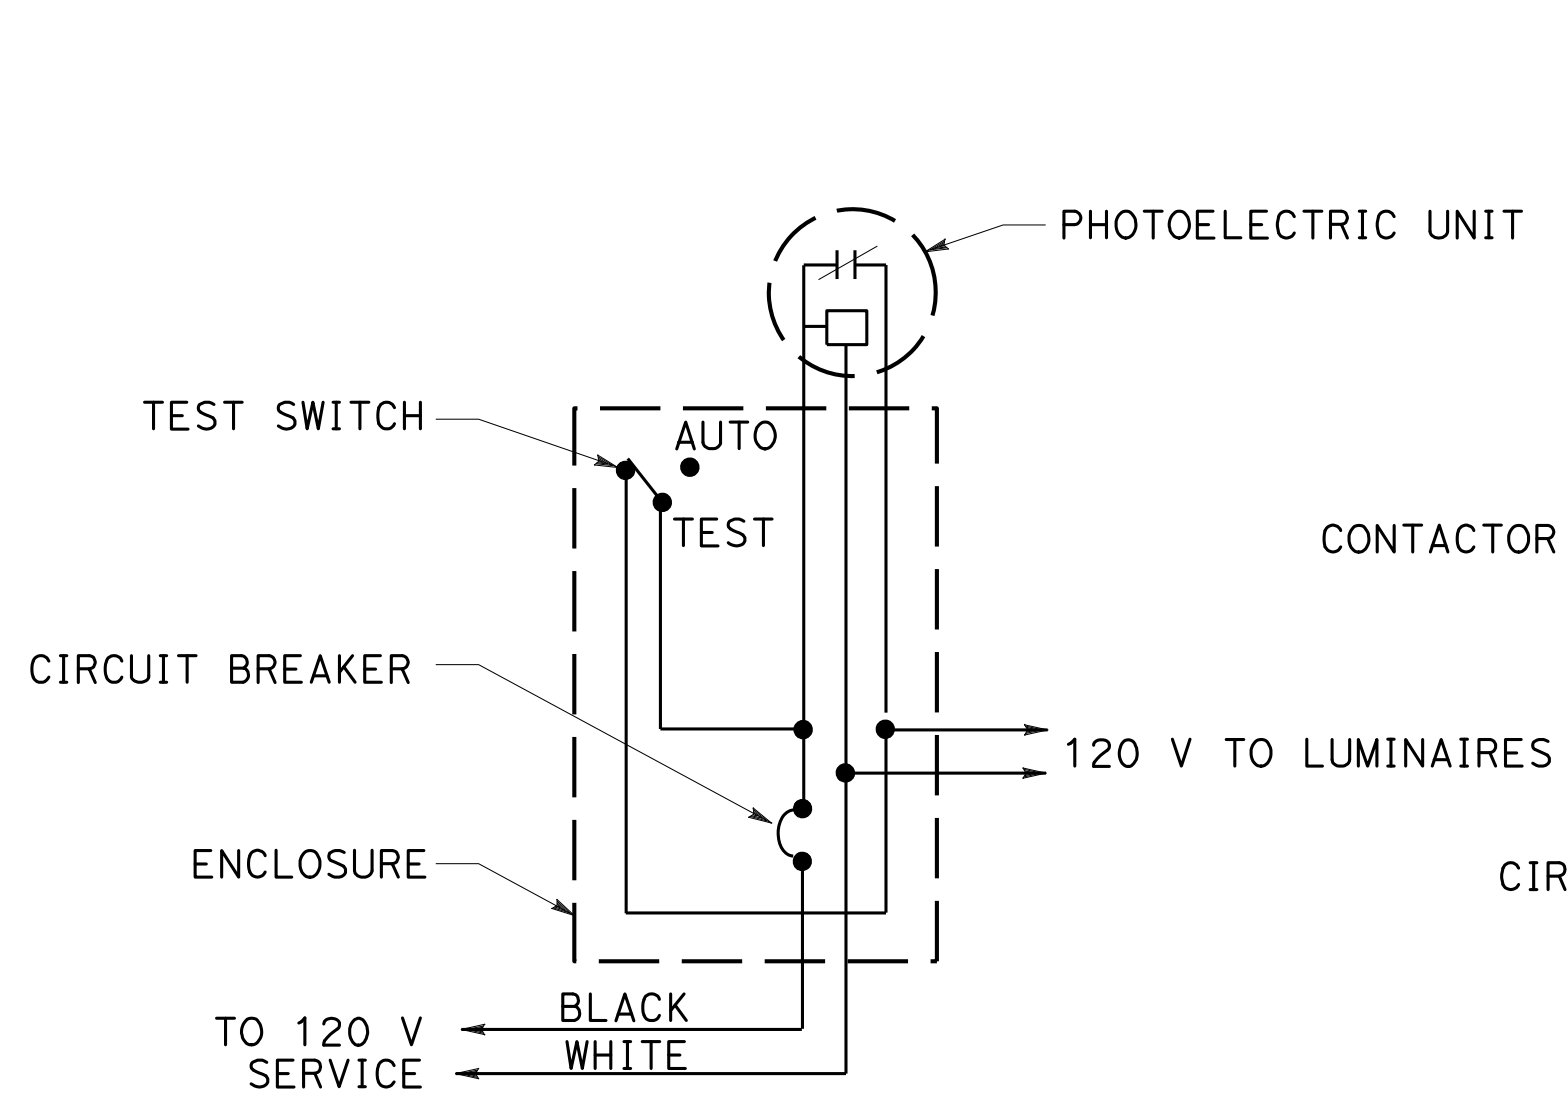 PHOTOELECTRIC UNIT
TEST SWITCH
AUTO
TEST
CONTACTOR
CIRCUIT BREAKER
120 V TO LUMINAIRES
ENCLOSURE
CIR
BLACK
TO 120 V
WHITE
SERVICE